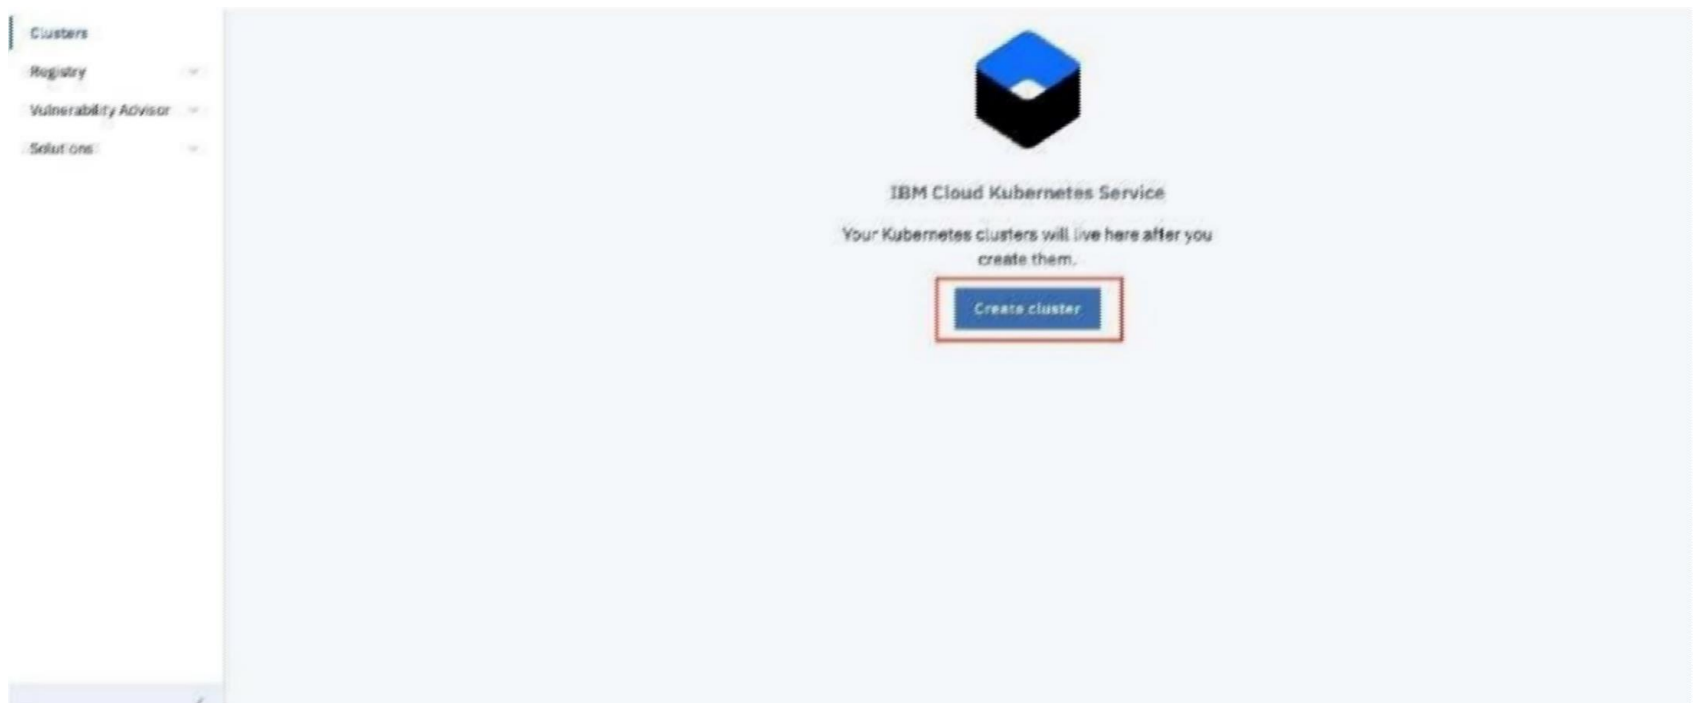 Clusters
Registry
Vulnerability Advisor
Solutions
IBM Cloud Kubernetes Service
Your Kubernetes clusters will live here after you
create them.
Create cluster